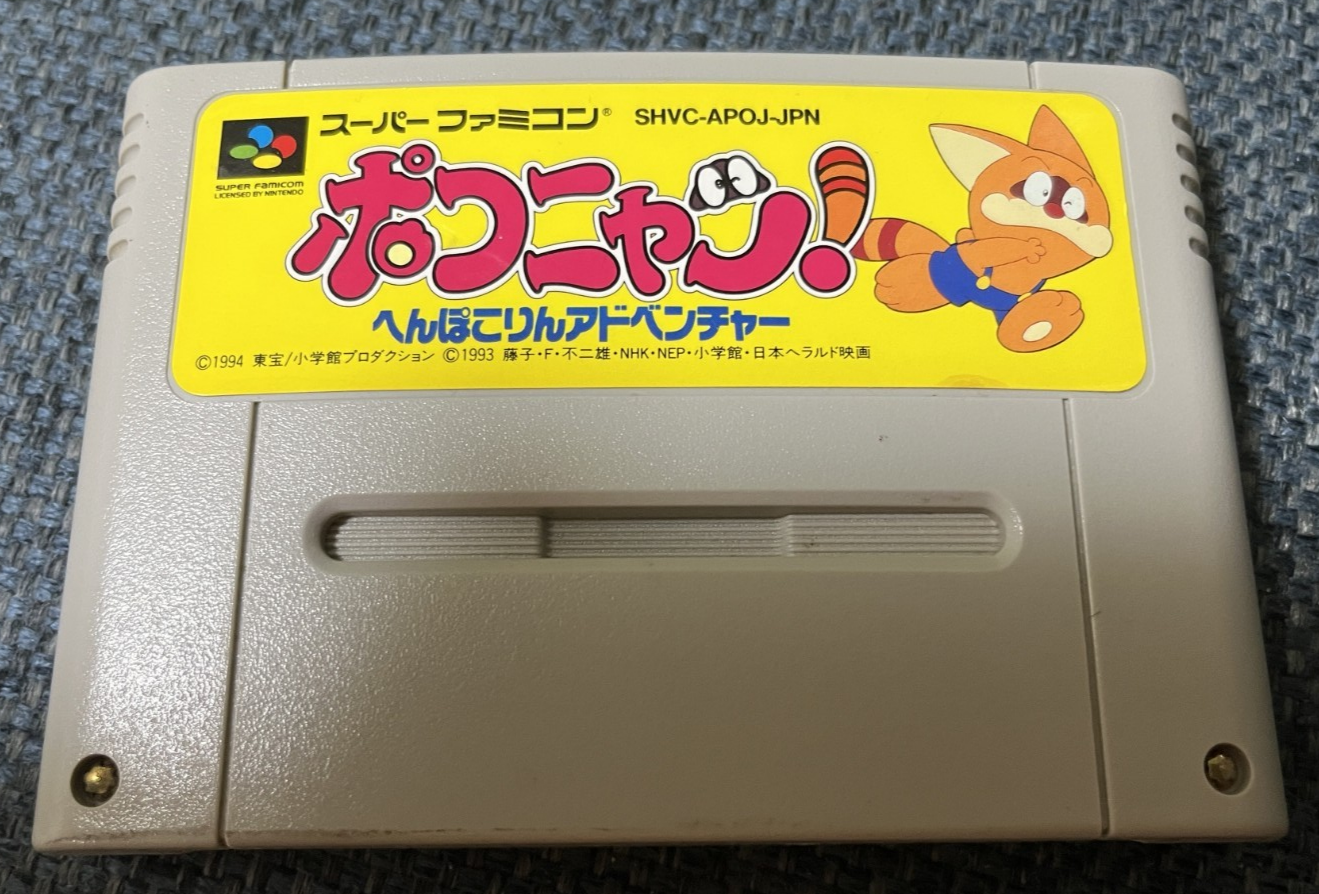 スーパーファミコン® SHVC-APOJ-JPN
SUPER FAMICOM
LICENSED BY NINTENDO
ポコニャン!
へんぽこりんアドベンチャー
©1994 東宝/小学館プロダクション ©1993 藤子・F・不二雄・NHK・NEP・小学館・日本ヘラルド映画